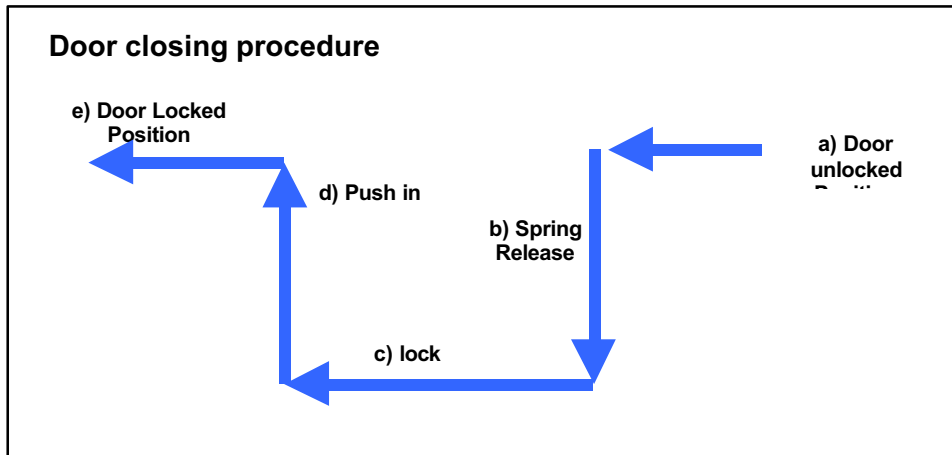 Door closing procedure
e) Door Locked
Position
a) Door
unlocked
d) Push in
b) Spring
Release
c) lock